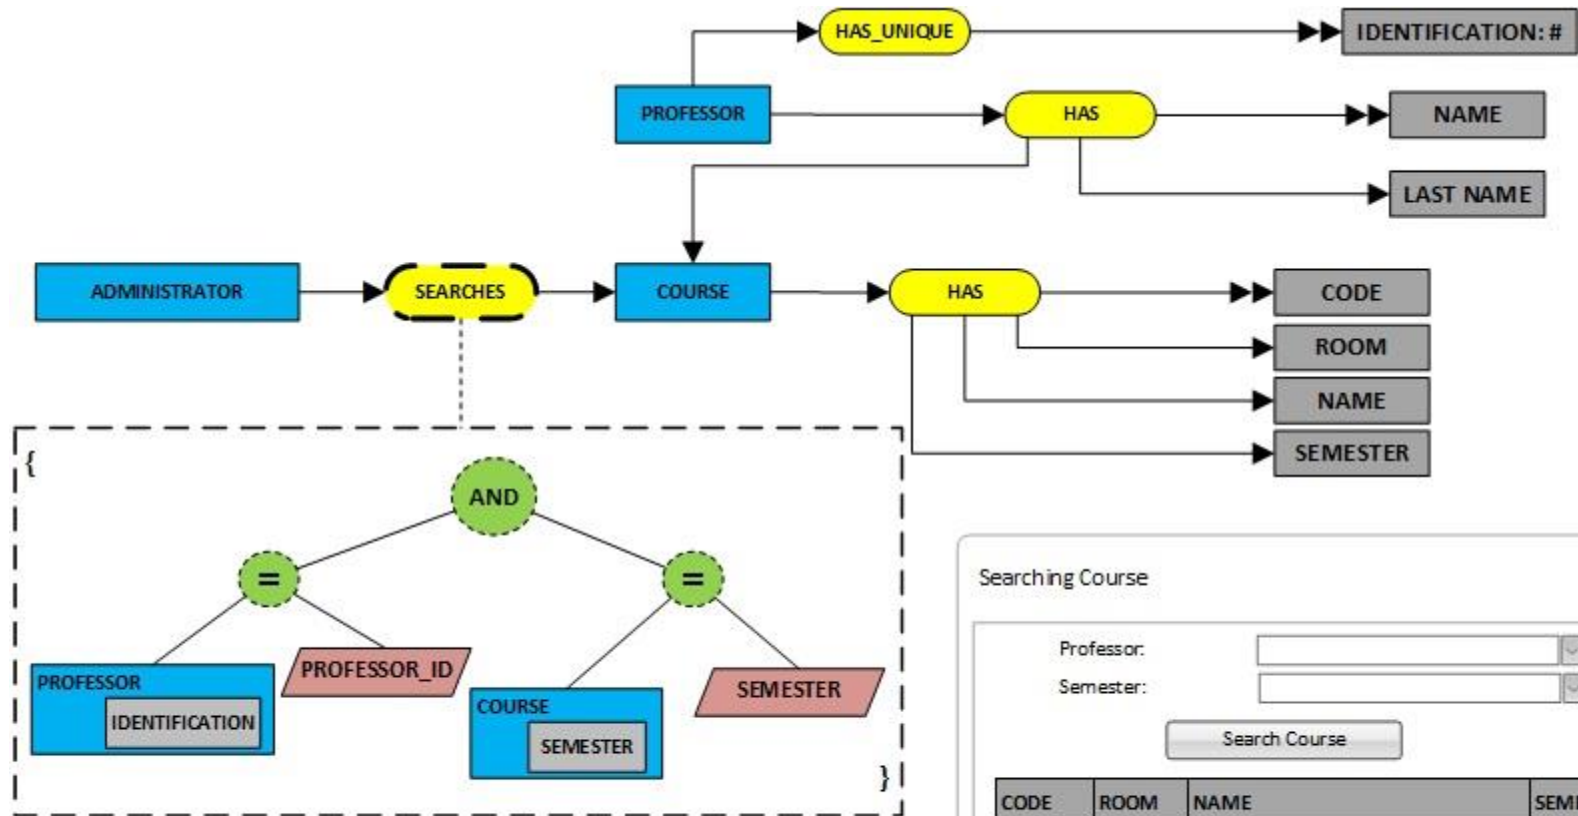 HAS_UNIQUE
IDENTIFICATION: #
PROFESSOR
HAS
NAME
LAST NAME
ADMINISTRATOR
SEARCHES
COURSE
HAS
CODE
ROOM
NAME
SEMESTER
{
AND
=
=
PROFESSOR
IDENTIFICATION
PROFESSOR_ID
COURSE
SEMESTER
SEMESTER
}
Searching Course
Professor:
Semester:
Search Course
CODE ROOM NAME